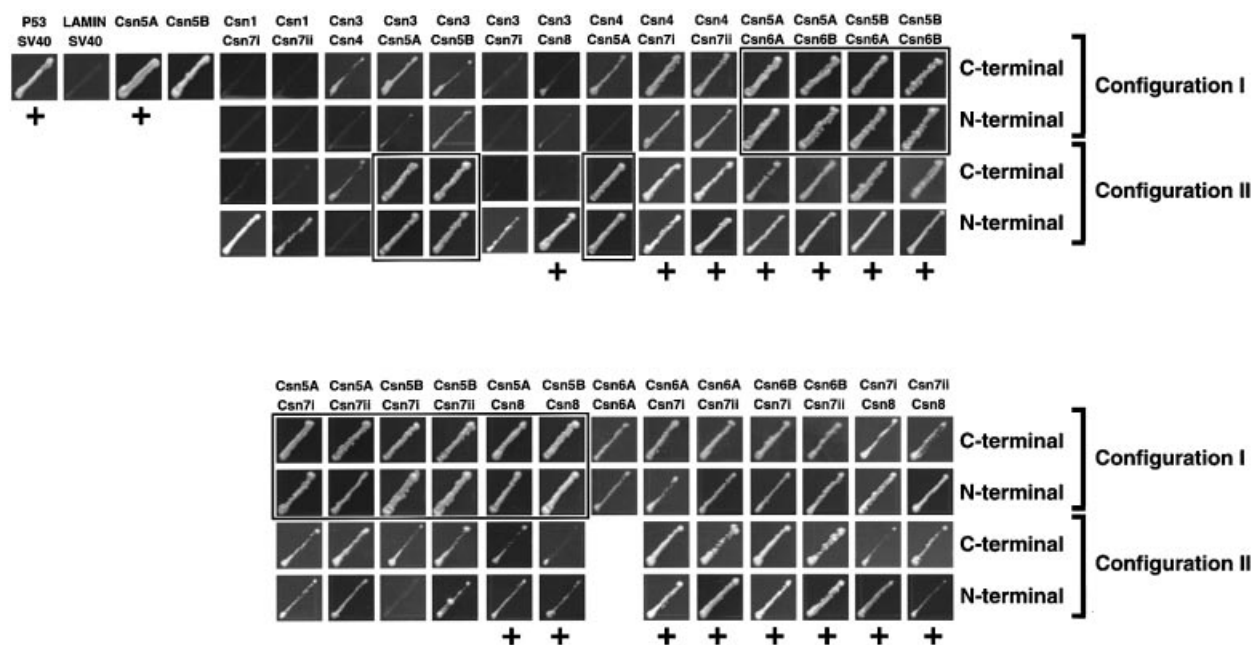 P53 LAMIN Csn5A Csn5B Csn1 Csn1 Csn3 Csn3 Csn3 Csn3 Csn3 Csn4 Csn4 Csn4 Csn5A Csn5A Csn5B Csn5B
SV40 SV40 Csn7i Csn7ii Csn4 Csn5A Csn5B Csn7i Csn8 Csn5A Csn7i Csn7ii Csn6A Csn6B Csn6A Csn6B
C-terminal
Configuration I
+ +
N-terminal
C-terminal
Configuration II
N-terminal
+ + + + + + +
Csn5A Csn5A Csn5B Csn5B Csn5A Csn5B Csn6A Csn6A Csn6A Csn6B Csn6B Csn7i Csn7ii
Csn7i Csn7ii Csn7i Csn7ii Csn8 Csn8 Csn6A Csn7i Csn7ii Csn7i Csn7ii Csn8 Csn8
C-terminal
Configuration I
N-terminal
C-terminal
Configuration II
N-terminal
+ + + + + + + +